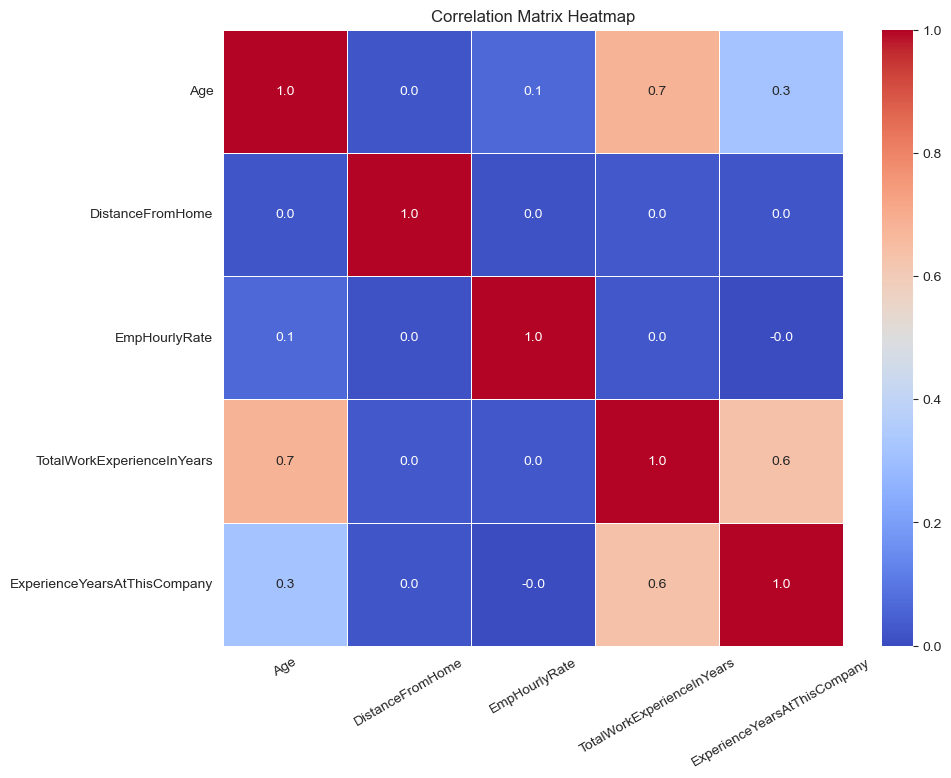 Correlation Matrix Heatmap
Age 1.0 0.0 0.1 0.7 0.3
DistanceFromHome 0.0 1.0 0.0 0.0 0.0
EmpHourlyRate 0.1 0.0 1.0 0.0 -0.0
TotalWorkExperienceInYears 0.7 0.0 0.0 1.0 0.6
ExperienceYearsAtThisCompany 0.3 0.0 -0.0 0.6 1.0
Age
DistanceFromHome
EmpHourlyRate
TotalWorkExperienceInYears
ExperienceYearsAtThisCompany
1.0
0.8
0.6
0.4
0.2
0.0